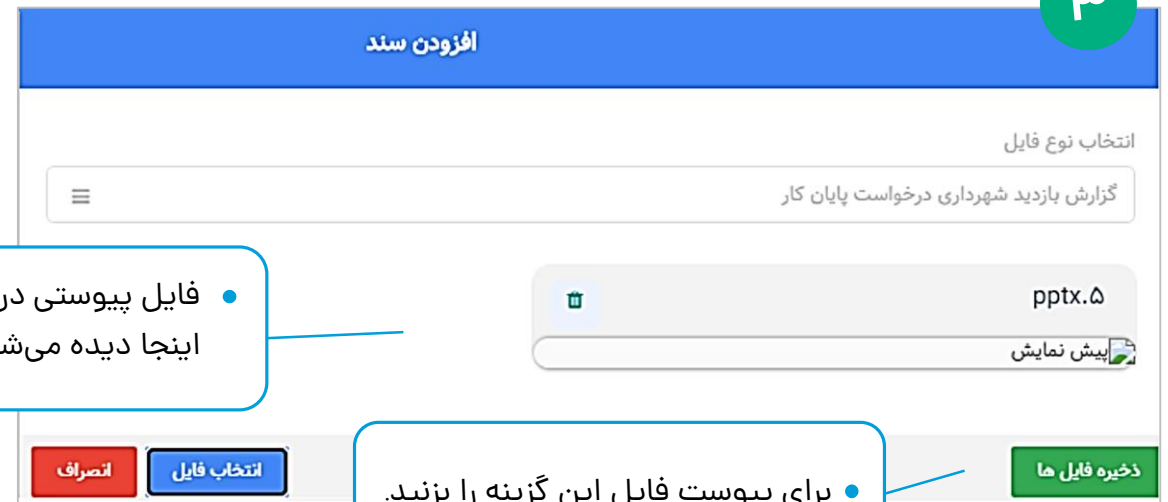 ۳
افزودن سند
انتخاب نوع فایل
گزارش بازدید شهرداری درخواست پایان کار
pptx.۵
پیش نمایش
فایل پیوستی در
اینجا دیده
ذخیره فایل ها
انتخاب فایل
انصراف
برای پیوست فایل این گزینه را بزنید.